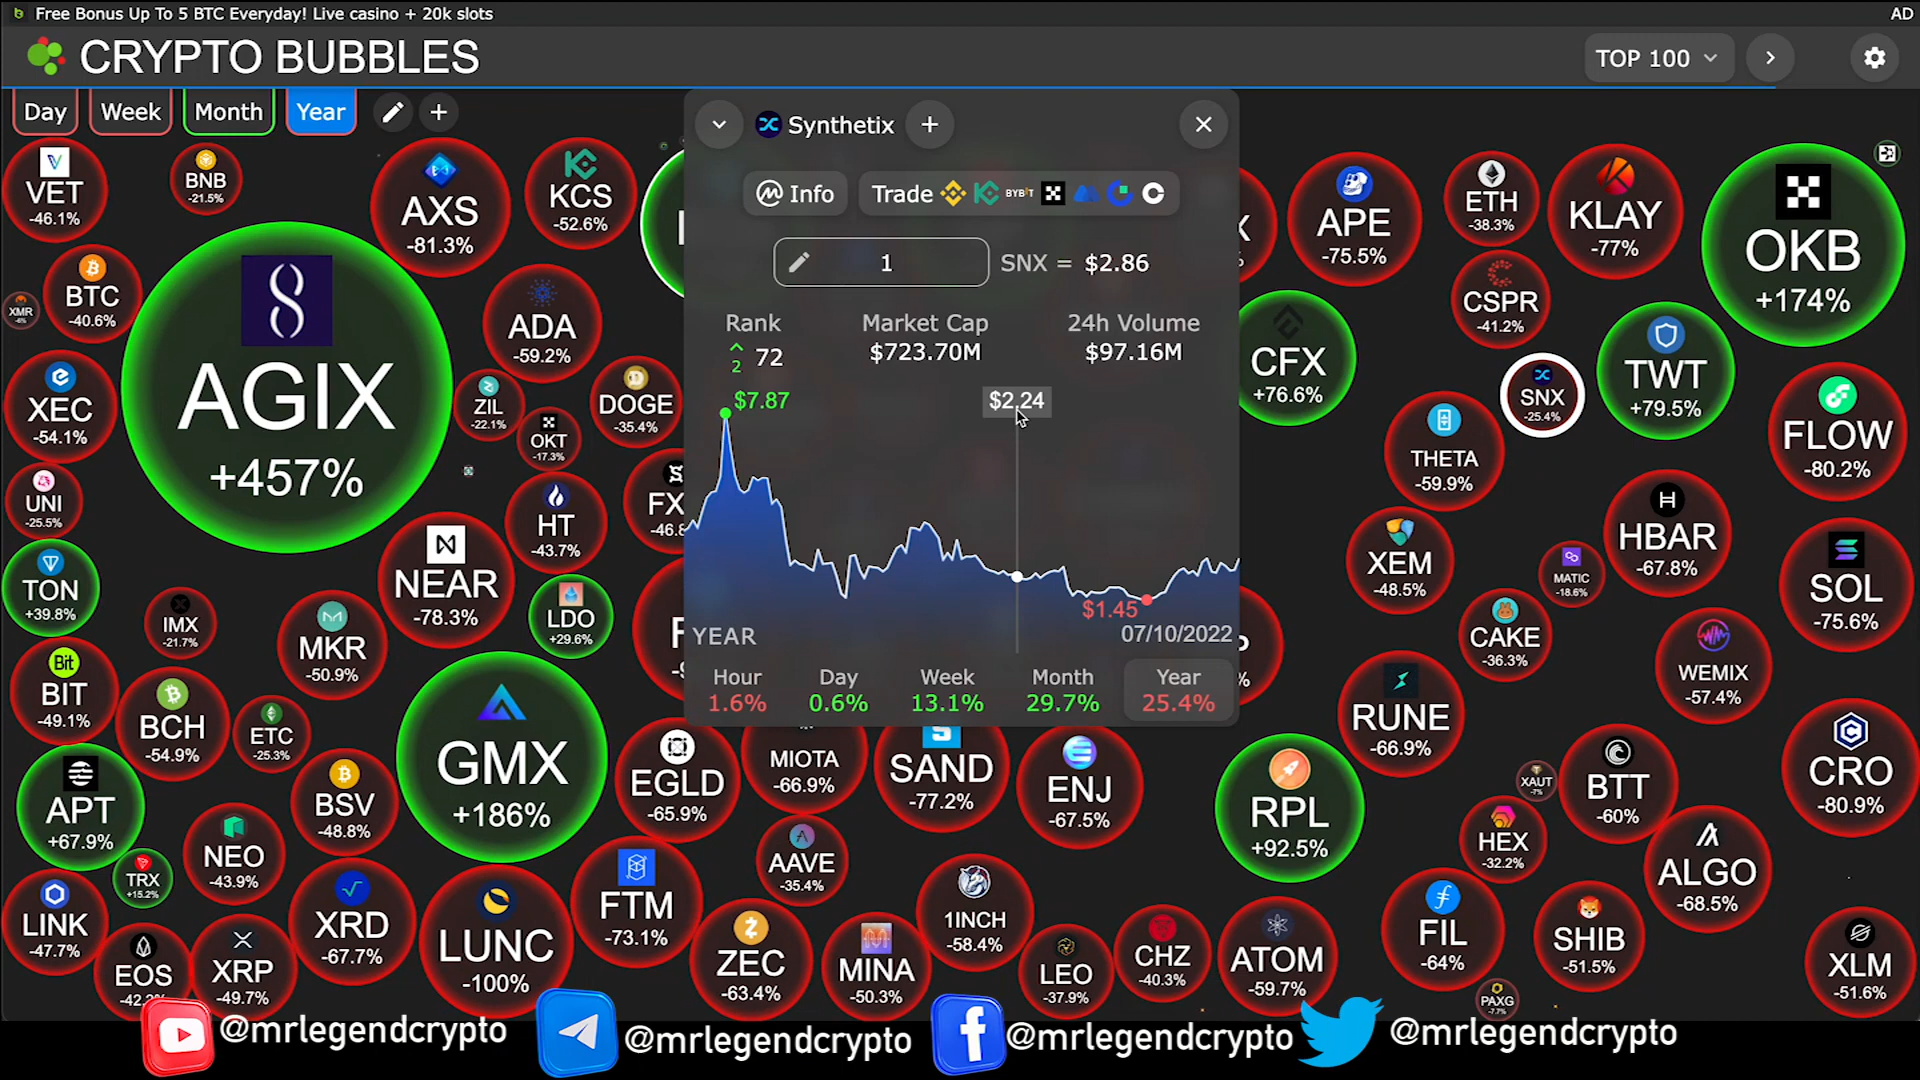 Free Bonus Up To 5 BTC Everyday! Live casino + 20k slots
AD
CRYPTO BUBBLES
TOP 100
Day
Week
Month
Year
Synthetix
Info
Trade
BYBIT
1
SNX = $2.86
Rank
2
72
Market Cap
$723.70M
24h Volume
$97.16M
$7.87
$2.24
$1.45
YEAR
07/10/2022
Hour
1.6%
Day
0.6%
Week
13.1%
Month
29.7%
Year
25.4%
VET
-46.1%
BNB
-21.5%
AXS
-81.3%
KCS
-52.6%
APE
-75.5%
ETH
-38.3%
KLAY
-77%
OKB
+174%
BTC
-40.6%
XMR
-6%
AGIX
+457%
ADA
-59.2%
CSPR
-41.2%
CFX
+76.6%
TWT
+79.5%
SNX
-25.4%
XEC
-54.1%
ZIL
-22.1%
DOGE
-35.4%
OKT
-17.3%
FLOW
-80.2%
THETA
-59.9%
UNI
-25.5%
HT
-43.7%
FX
-46.8
HBAR
-67.8%
XEM
-48.5%
MATIC
-18.6%
SOL
-75.6%
TON
+39.8%
NEAR
-78.3%
LDO
+29.6%
IMX
-21.7%
MKR
-50.9%
CAKE
-36.3%
WEMIX
-57.4%
BIT
Bit
-49.1%
BCH
-54.9%
ETC
-25.3%
RUNE
-66.9%
GMX
+186%
EGLD
-65.9%
MIOTA
-66.9%
SAND
-77.2%
ENJ
-67.5%
RPL
+92.5%
XAUT
-7%
BTT
-60%
CRO
-80.9%
APT
+67.9%
BSV
-48.8%
NEO
-43.9%
TRX
+15.2%
AAVE
-35.4%
HEX
-32.2%
ALGO
-68.5%
LINK
-47.7%
XRD
-67.7%
LUNC
-100%
FTM
-73.1%
1INCH
-58.4%
FIL
-64%
SHIB
-51.5%
EOS
XRP
-49.7%
ZEC
-63.4%
MINA
-50.3%
LEO
-37.9%
CHZ
-40.3%
ATOM
-59.7%
PAXG
-7.7%
XLM
-51.6%
@mrlegendcrypto
@mrlegendcrypto
@mrlegendcrypto
@mrlegendcrypto